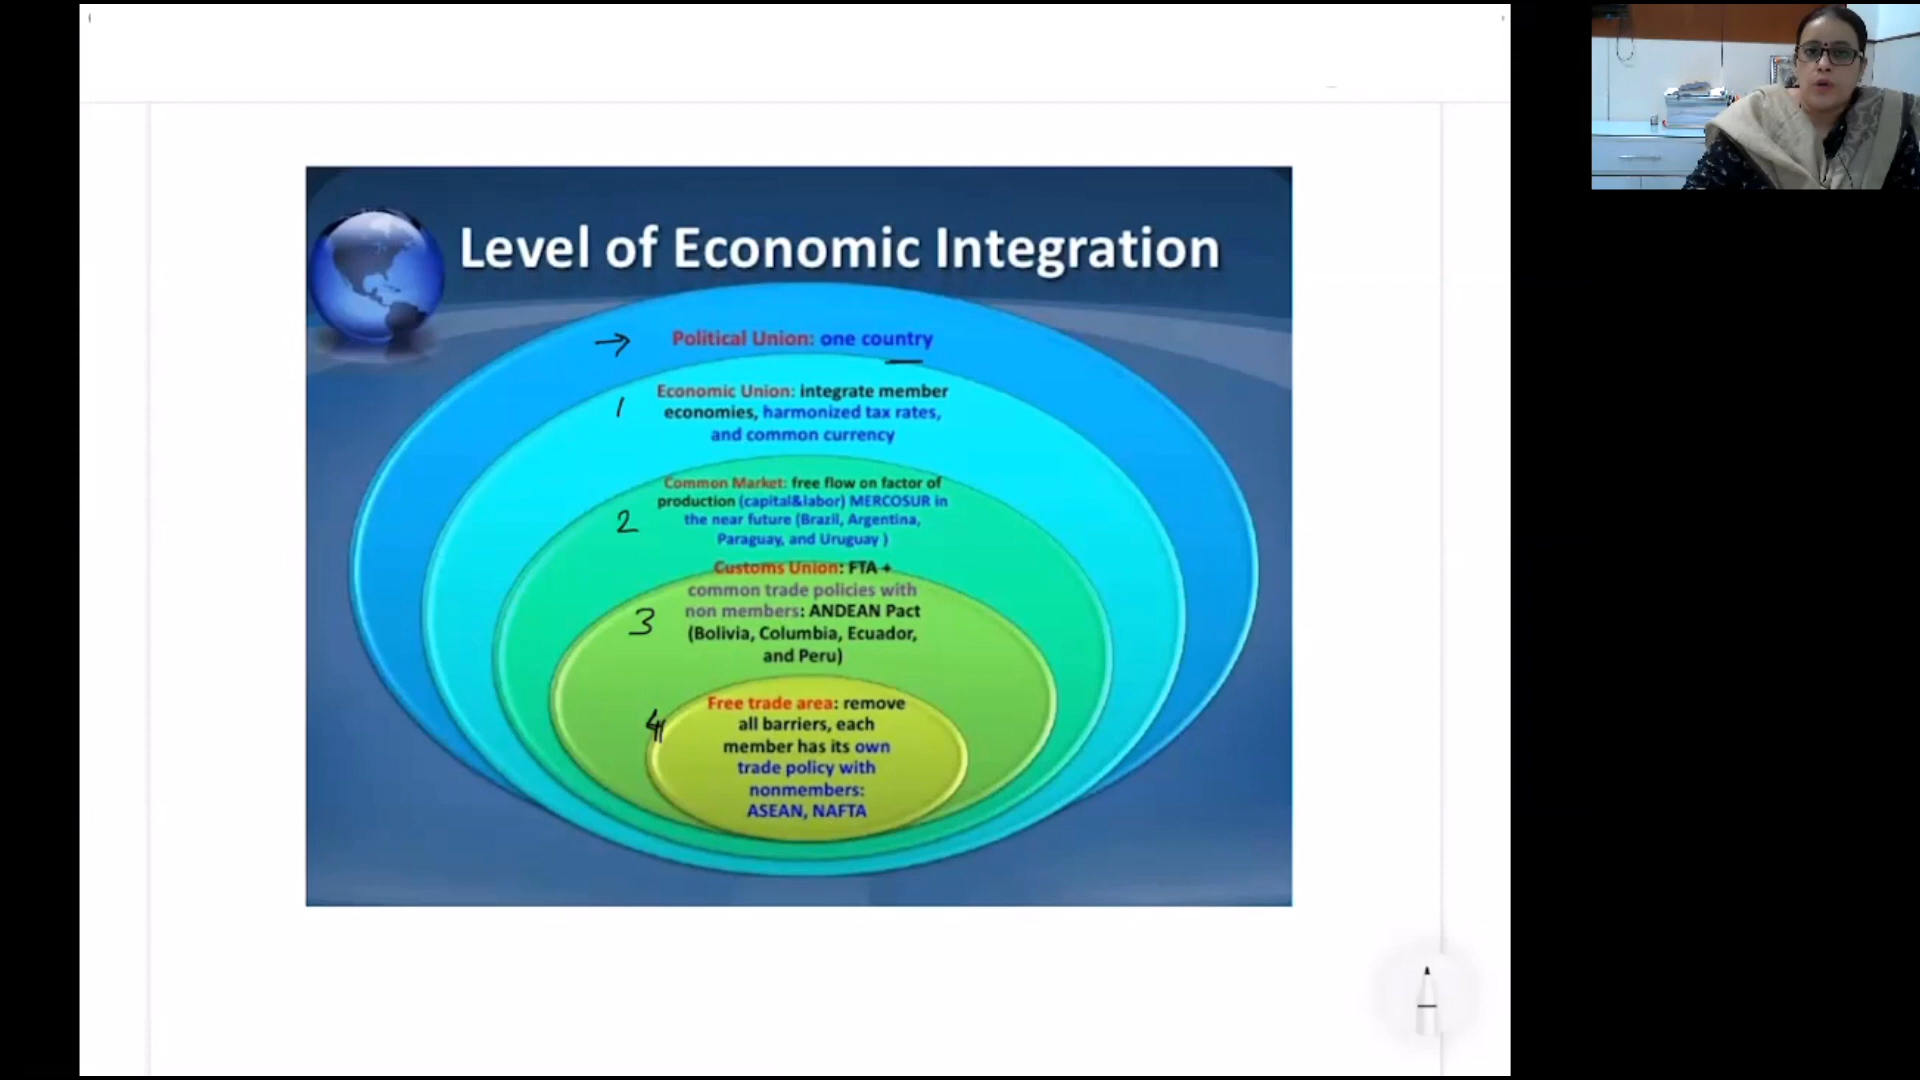 Level of Economic Integration
→ Political Union: one country
Economic Union: integrate member
1 economies, harmonized tax rates,
and common currency
Common Market: free flow on factor of
production (capital&labor) MERCOSUR in
2 the near future (Brazil, Argentina,
Paraguay, and Uruguay )
Customs Union: FTA +
common trade policies with
3 non members: ANDEAN Pact
(Bolivia, Columbia, Ecuador,
and Peru)
Free trade area: remove
4 all barriers, each
member has its own
trade policy with
nonmembers:
ASEAN, NAFTA